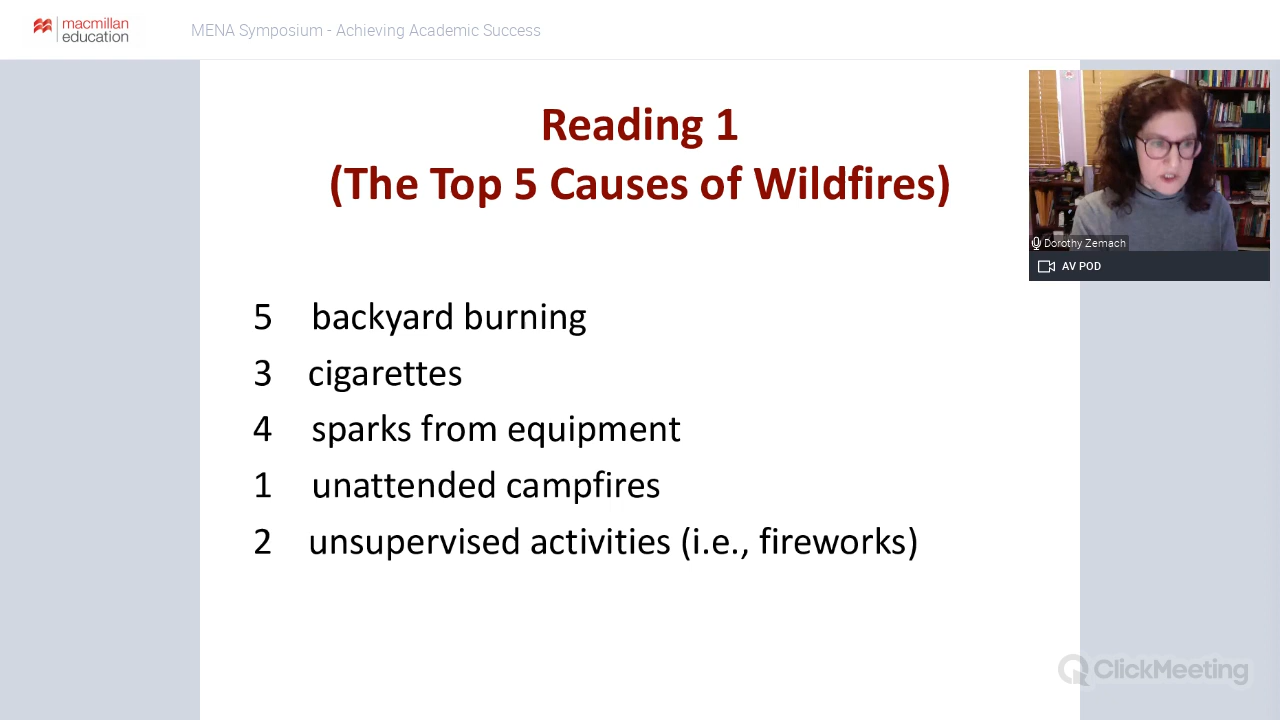 macmillan
education
MENA Symposium - Achieving Academic Success
Reading 1
(The Top 5 Causes of Wildfires)
5 backyard burning
3 cigarettes
4 sparks from equipment
1 unattended campfires
2 unsupervised activities (i.e., fireworks)
Dorothy Zemach
AV POD
ClickMeeting